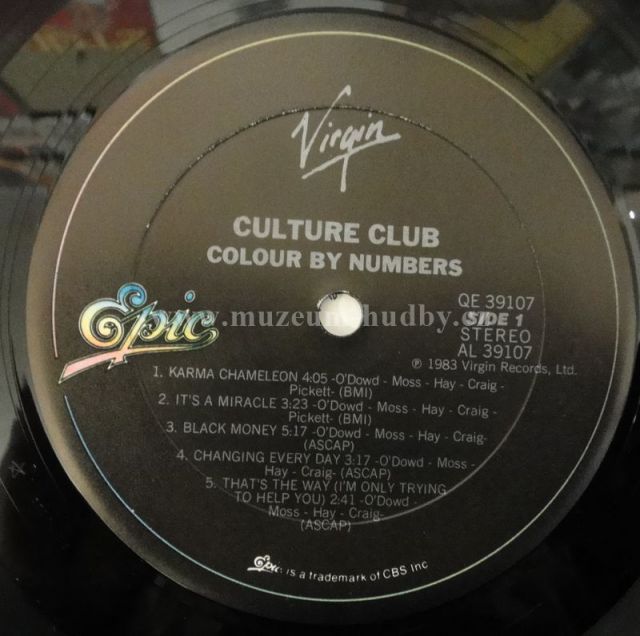 Virgin
CULTURE CLUB
COLOUR BY NUMBERS
Epic
QE 39107
SIDE 1
STEREO
AL 39107
℗ 1983 Virgin Records, Ltd.
1. KARMA CHAMELEON 4:05 -O'Dowd - Moss - Hay - Craig -
Pickett- (BMI)
2. IT'S A MIRACLE 3:23 -O'Dowd - Moss - Hay - Craig -
Pickett- (BMI)
3. BLACK MONEY 5:17 -O'Dowd - Moss - Hay - Craig-
(ASCAP)
4. CHANGING EVERY DAY 3:17 -O'Dowd - Moss -
Hay - Craig- (ASCAP)
5. THAT'S THE WAY (I'M ONLY TRYING
TO HELP YOU) 2:41 -O'Dowd -
Moss - Hay - Craig-
(ASCAP)
Epic is a trademark of CBS Inc